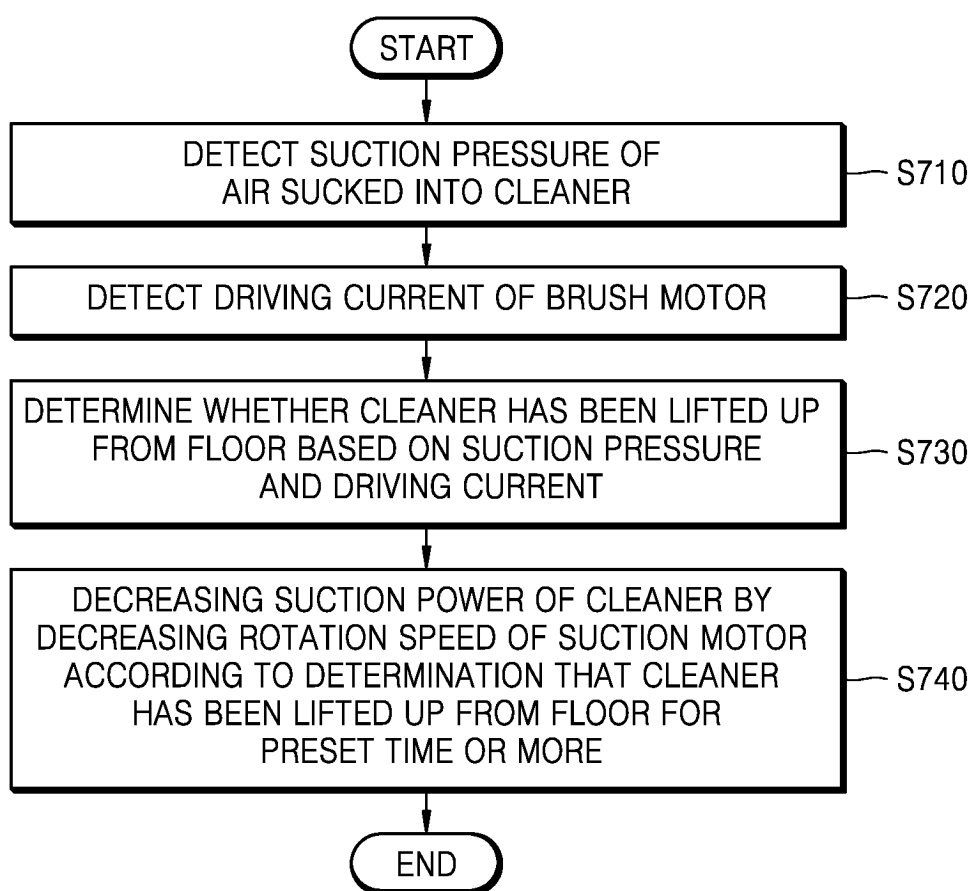 START
DETECT SUCTION PRESSURE OF
AIR SUCKED INTO CLEANER
S710
DETECT DRIVING CURRENT OF BRUSH MOTOR
S720
DETERMINE WHETHER CLEANER HAS BEEN LIFTED UP
FROM FLOOR BASED ON SUCTION PRESSURE
AND DRIVING CURRENT
S730
DECREASING SUCTION POWER OF CLEANER BY
DECREASING ROTATION SPEED OF SUCTION MOTOR
ACCORDING TO DETERMINATION THAT CLEANER
HAS BEEN LIFTED UP FROM FLOOR FOR
PRESET TIME OR MORE
S740
END